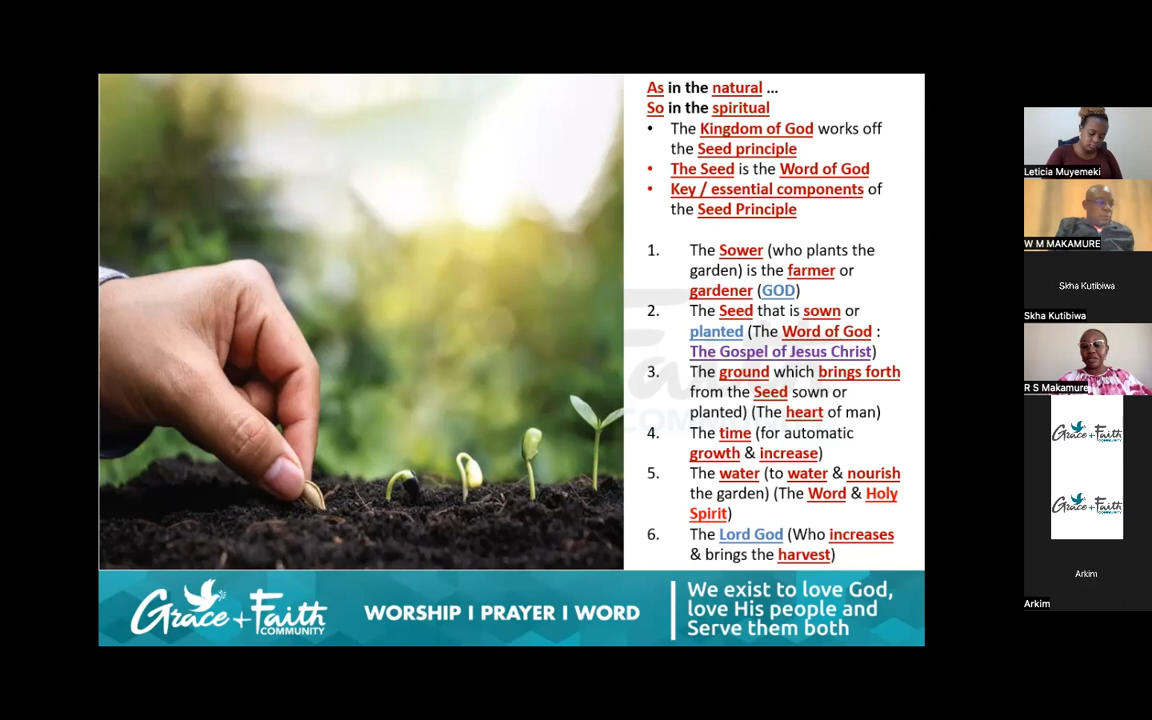 As in the natural ...
So in the spiritual
• The Kingdom of God works off
the Seed principle
• The Seed is the Word of God
• Key / essential components of
the Seed Principle
1. The Sower (who plants the
garden) is the farmer or
gardener (GOD)
2. The Seed that is sown or
planted (The Word of God :
The Gospel of Jesus Christ)
3. The ground which brings forth
from the Seed sown or
planted) (The heart of man)
4. The time (for automatic
growth & increase)
5. The water (to water & nourish
the garden) (The Word & Holy
Spirit)
6. The Lord God (Who increases
& brings the harvest)
Faith
COMMUNITY
Grace + Faith
COMMUNITY
WORSHIP I PRAYER I WORD
We exist to love God,
love His people and
Serve them both
Leticia Muyemeki
W M MAKAMURE
Skha Kutibiwa
Skha Kutibiwa
R S Makamure
Grace + Faith
COMMUNITY
Grace + Faith
COMMUNITY
Arkim
Arkim